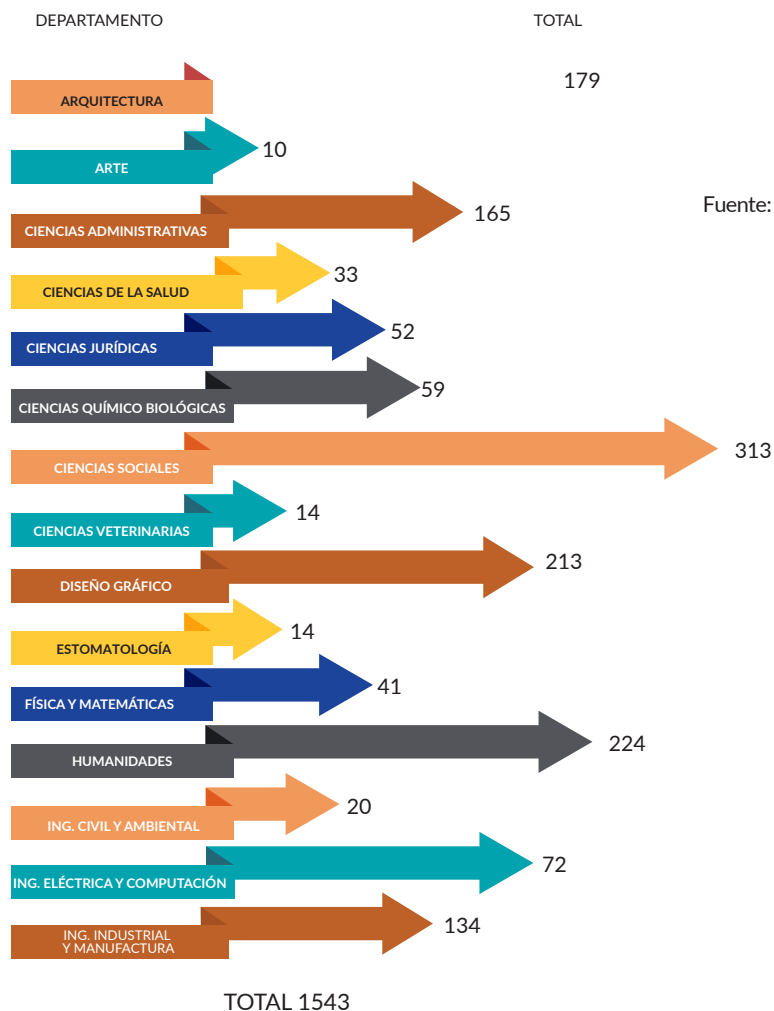 DEPARTAMENTO TOTAL
ARQUITECTURA 179
ARTE 10
CIENCIAS ADMINISTRATIVAS 165
Fuente:
CIENCIAS DE LA SALUD 33
CIENCIAS JURÍDICAS 52
CIENCIAS QUÍMICO BIOLÓGICAS 59
CIENCIAS SOCIALES 313
CIENCIAS VETERINARIAS 14
DISEÑO GRÁFICO 213
ESTOMATOLOGÍA 14
FÍSICA Y MATEMÁTICAS 41
HUMANIDADES 224
ING. CIVIL Y AMBIENTAL 20
ING. ELÉCTRICA Y COMPUTACIÓN 72
ING. INDUSTRIAL
Y MANUFACTURA 134
TOTAL 1543